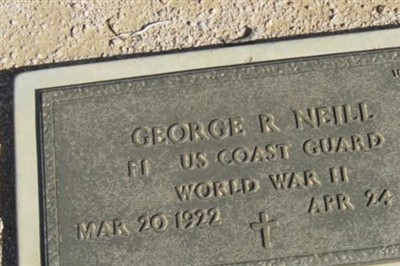 GEORGE R NEILL
F1 US COAST GUARD
WORLD WAR II
MAR 20 1922 APR 24